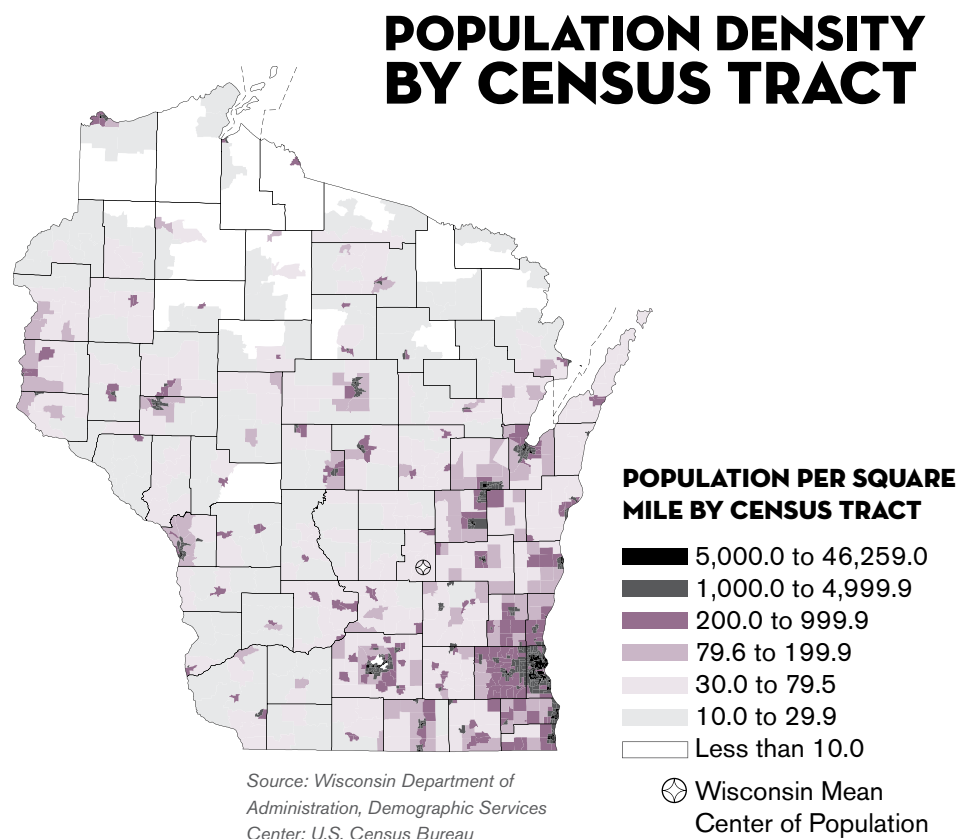 POPULATION DENSITY
BY CENSUS TRACT
POPULATION PER SQUARE
MILE BY CENSUS TRACT
5,000.0 to 46,259.0
1,000.0 to 4,999.9
200.0 to 999.9
79.6 to 199.9
30.0 to 79.5
10.0 to 29.9
Less than 10.0
Wisconsin Mean
Center of Population
Source: Wisconsin Department of
Administration, Demographic Services
Center; U.S. Census Bureau